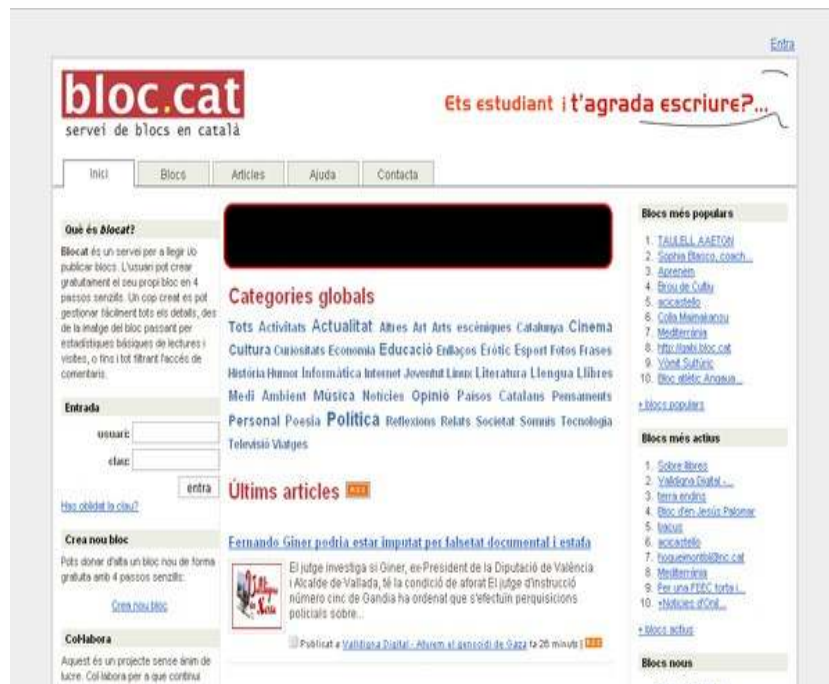 Entra
bloc.cat
servei de blocs en català
Ets estudiant i t'agrada escriure?...
Inici Blocs Articles Ajuda Contacta
Què és Blocat?
Blocat és un servei per a llegir i/o
publicar blocs. L'usuari pot crear
gratuïtament el seu propi bloc en 4
passos senzills. Un cop creat es pot
gestionar fàcilment tots els detalls, des
de la imatge del bloc passant per
estadístiques bàsiques de lectures i
visites, o fins i tot filtrant l'accés de
comentaris.
Entrada
usuari:
clau:
entra
Has oblidat la clau?
Crea nou bloc
Pots donar d'alta un bloc nou de forma
gratuïta amb 4 passos senzills:
Crea nou bloc
Col·labora
Aquest és un projecte sense ànim de
lucre. Col·labora per a que continuï
Categories globals
Tots Activitats Actualitat Altres Art Arts escèniques Catalunya Cinema
Cultura Curiositats Economia Educació Enllaços Eròtic Esport Fotos Frases
Història Humor Informàtica Internet Joventut Linux Literatura Llengua Llibres
Medi Ambient Música Notícies Opinió Països Catalans Pensaments
Personal Poesia Política Reflexions Relats Societat Somnis Tecnologia
Televisió Viatges
Últims articles RSS
Fernando Giner podria estar imputat per falsetat documental i estafa
El jutge investiga si Giner, ex-President de la Diputació de València
i Alcalde de Vallada, té la condició de aforat El jutge d'instrucció
número cinc de Gandia ha ordenat que s'efectuïn perquisicions
policials sobre...
Publicat a Valldigna Digital - Aturem el genocidi de Gaza fa 26 minuts | RSS
Blocs més populars
1. TAULELL AAETON
2. Sophia Blasco, coach...
3. Aprenem
4. Brou de Cultiu
5. acicastello
6. Colla Mamakanzu
7. Mediterrània
8. http://gabi.bloc.cat
9. Vòmit Sulfúric
10. Bloc atlètic
+ blocs populars
Blocs més actius
1. Sobre llibres
2. Valldigna Digital -...
3. terra endins
4. Bloc d'en Jesús Palomar
5. bacus
6. acicastello
8. Mediterrània
9. Per una FEEC forta i...
10. +Notícies d'Onil...
+ blocs actius
Blocs nous